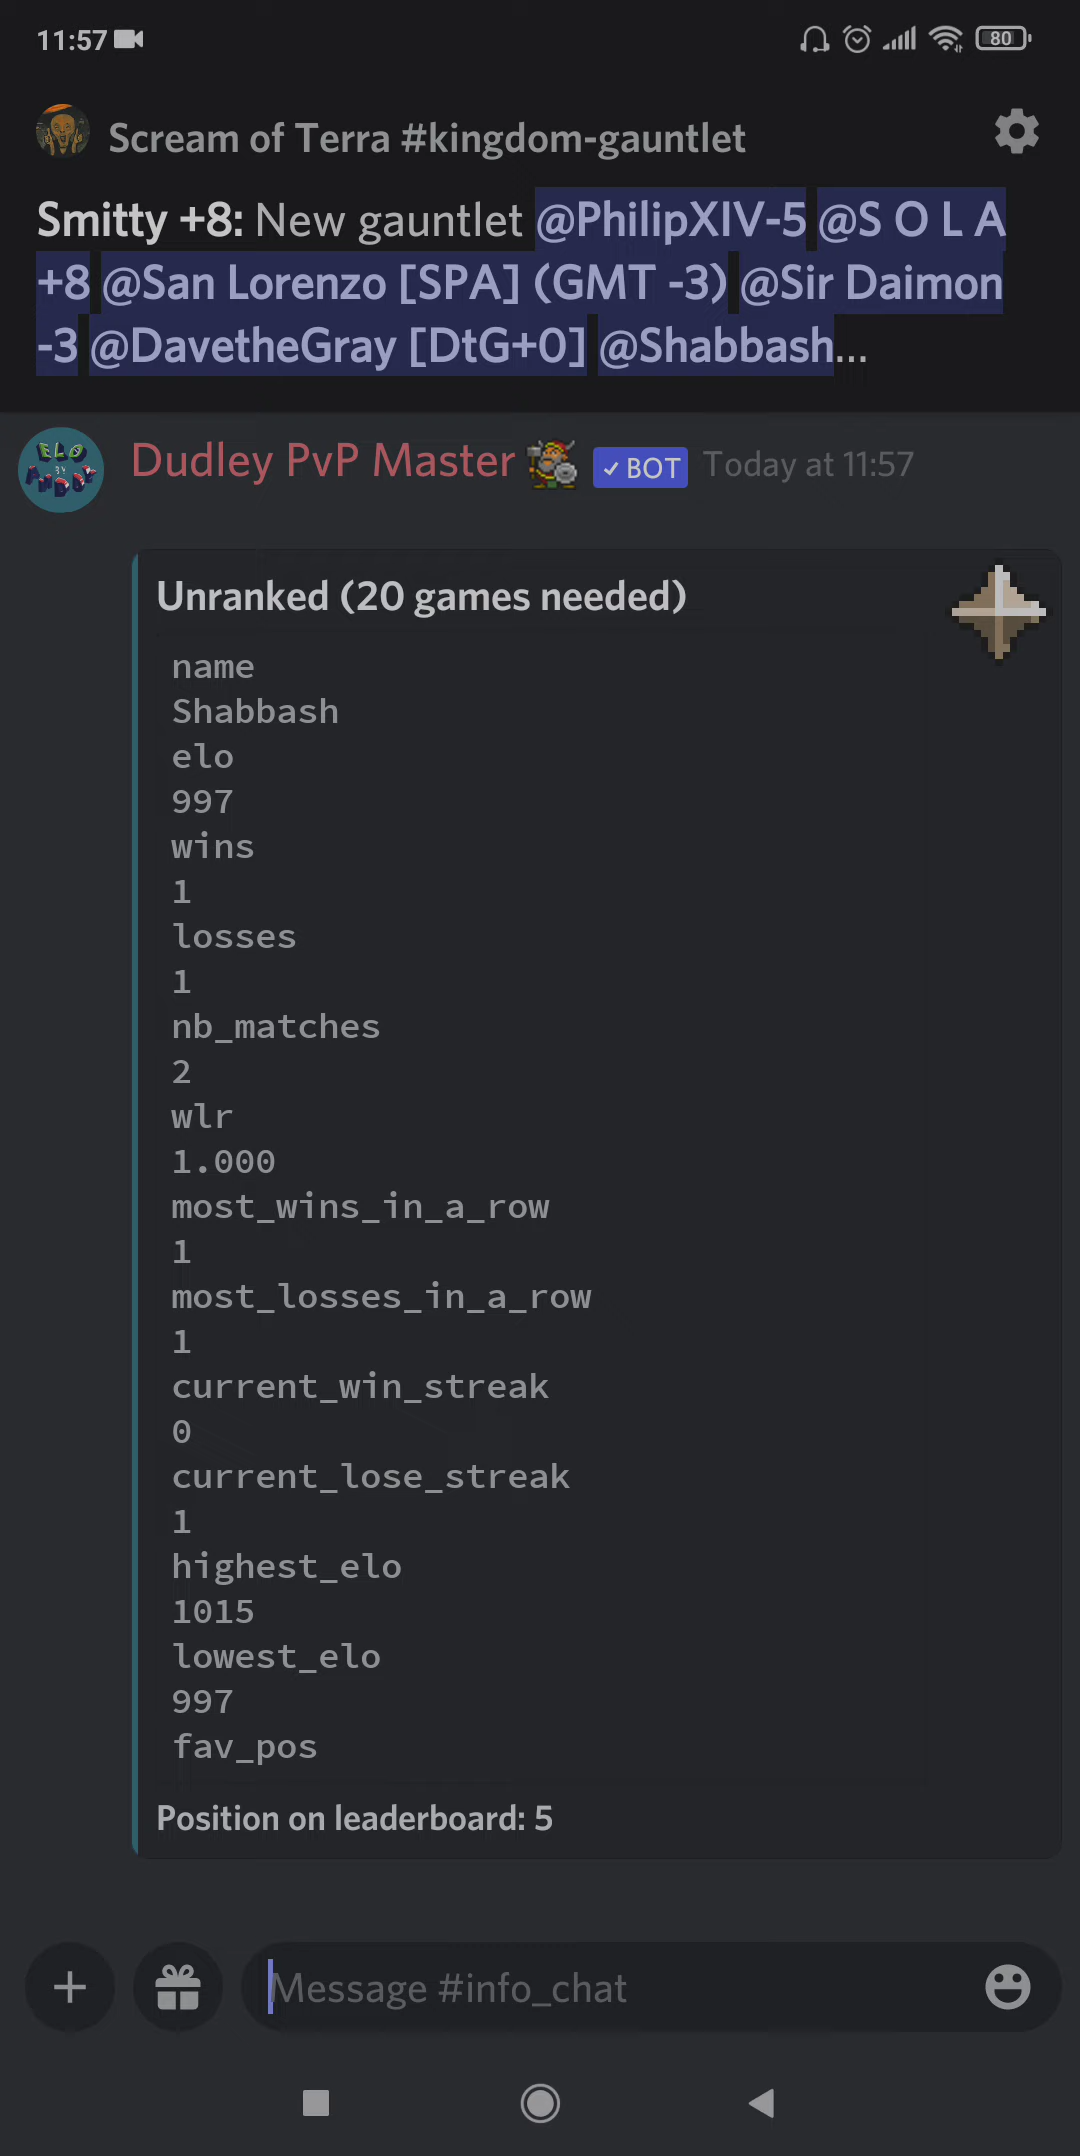 11:57
80
Scream of Terra #kingdom-gauntlet
Smitty +8: New gauntlet @PhilipXIV-5 @S O L A
+8 @San Lorenzo [SPA] (GMT -3) @Sir Daimon
-3 @DavetheGray [DtG+0] @Shabbash...
ELO
BY
Dudley PvP Master ✓ BOT Today at 11:57
Unranked (20 games needed)
name
Shabbash
elo
997
wins
1
losses
1
nb_matches
2
wlr
1.000
most_wins_in_a_row
1
most_losses_in_a_row
1
current_win_streak
0
current_lose_streak
1
highest_elo
1015
lowest_elo
997
fav_pos
Position on leaderboard: 5
Message #info_chat